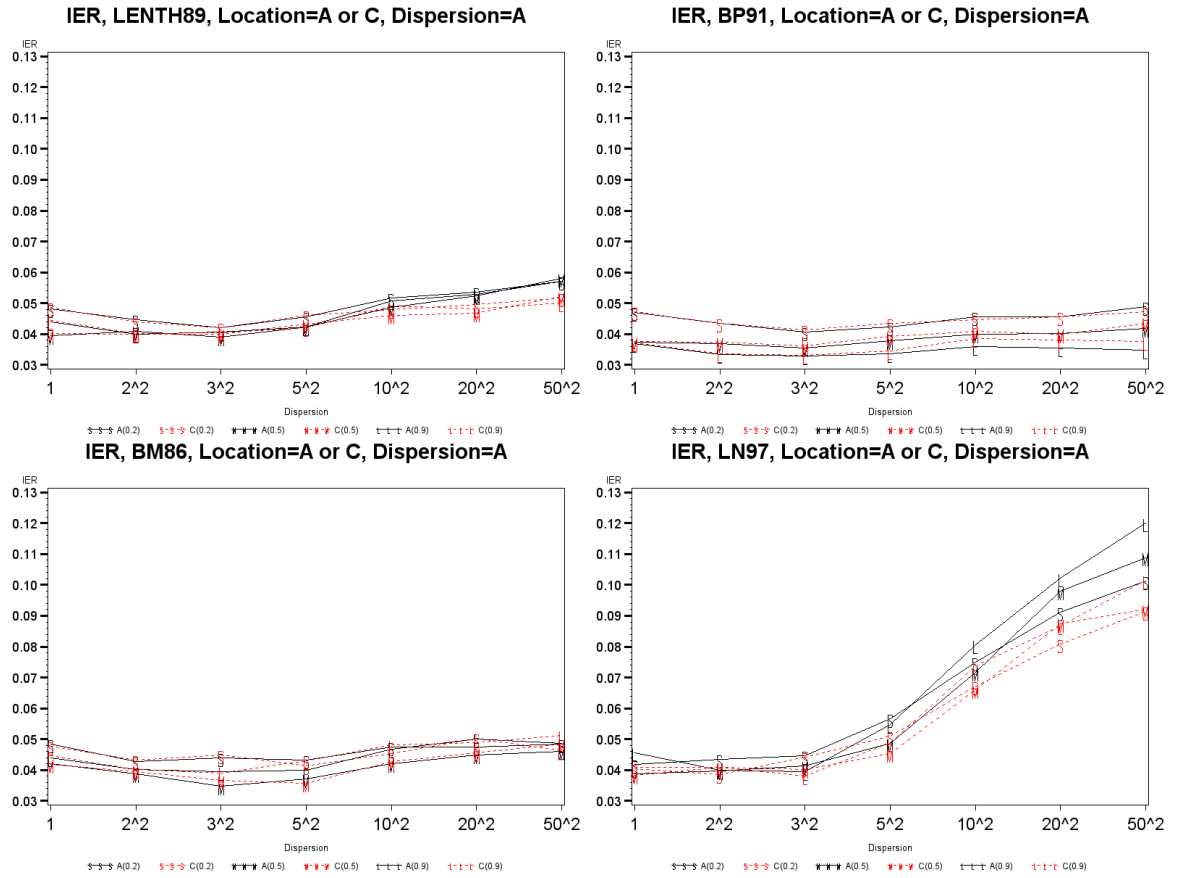 IER, LENTH89, Location=A or C, Dispersion=A
IER
0.13
0.12
0.11
0.10
0.09
0.08
0.07
0.06
0.05
0.04
0.03
1 2^2 3^2 5^2 10^2 20^2 50^2
Dispersion
S S S A(0.2) S-S-S C(0.2) M M M A(0.5) M-M-M C(0.5) L L L A(0.9) L-L-L C(0.9)
IER, BP91, Location=A or C, Dispersion=A
IER
0.13
0.12
0.11
0.10
0.09
0.08
0.07
0.06
0.05
0.04
0.03
1 2^2 3^2 5^2 10^2 20^2 50^2
Dispersion
S S S A(0.2) S-S-S C(0.2) M M M A(0.5) M-M-M C(0.5) L L L A(0.9) L-L-L C(0.9)
IER, BM86, Location=A or C, Dispersion=A
IER
0.13
0.12
0.11
0.10
0.09
0.08
0.07
0.06
0.05
0.04
0.03
1 2^2 3^2 5^2 10^2 20^2 50^2
Dispersion
S S S A(0.2) S-S-S C(0.2) M M M A(0.5) M-M-M C(0.5) L L L A(0.9) L-L-L C(0.9)
IER, LN97, Location=A or C, Dispersion=A
IER
0.13
0.12
0.11
0.10
0.09
0.08
0.07
0.06
0.05
0.04
0.03
1 2^2 3^2 5^2 10^2 20^2 50^2
Dispersion
S S S A(0.2) S-S-S C(0.2) M M M A(0.5) M-M-M C(0.5) L L L A(0.9) L-L-L C(0.9)